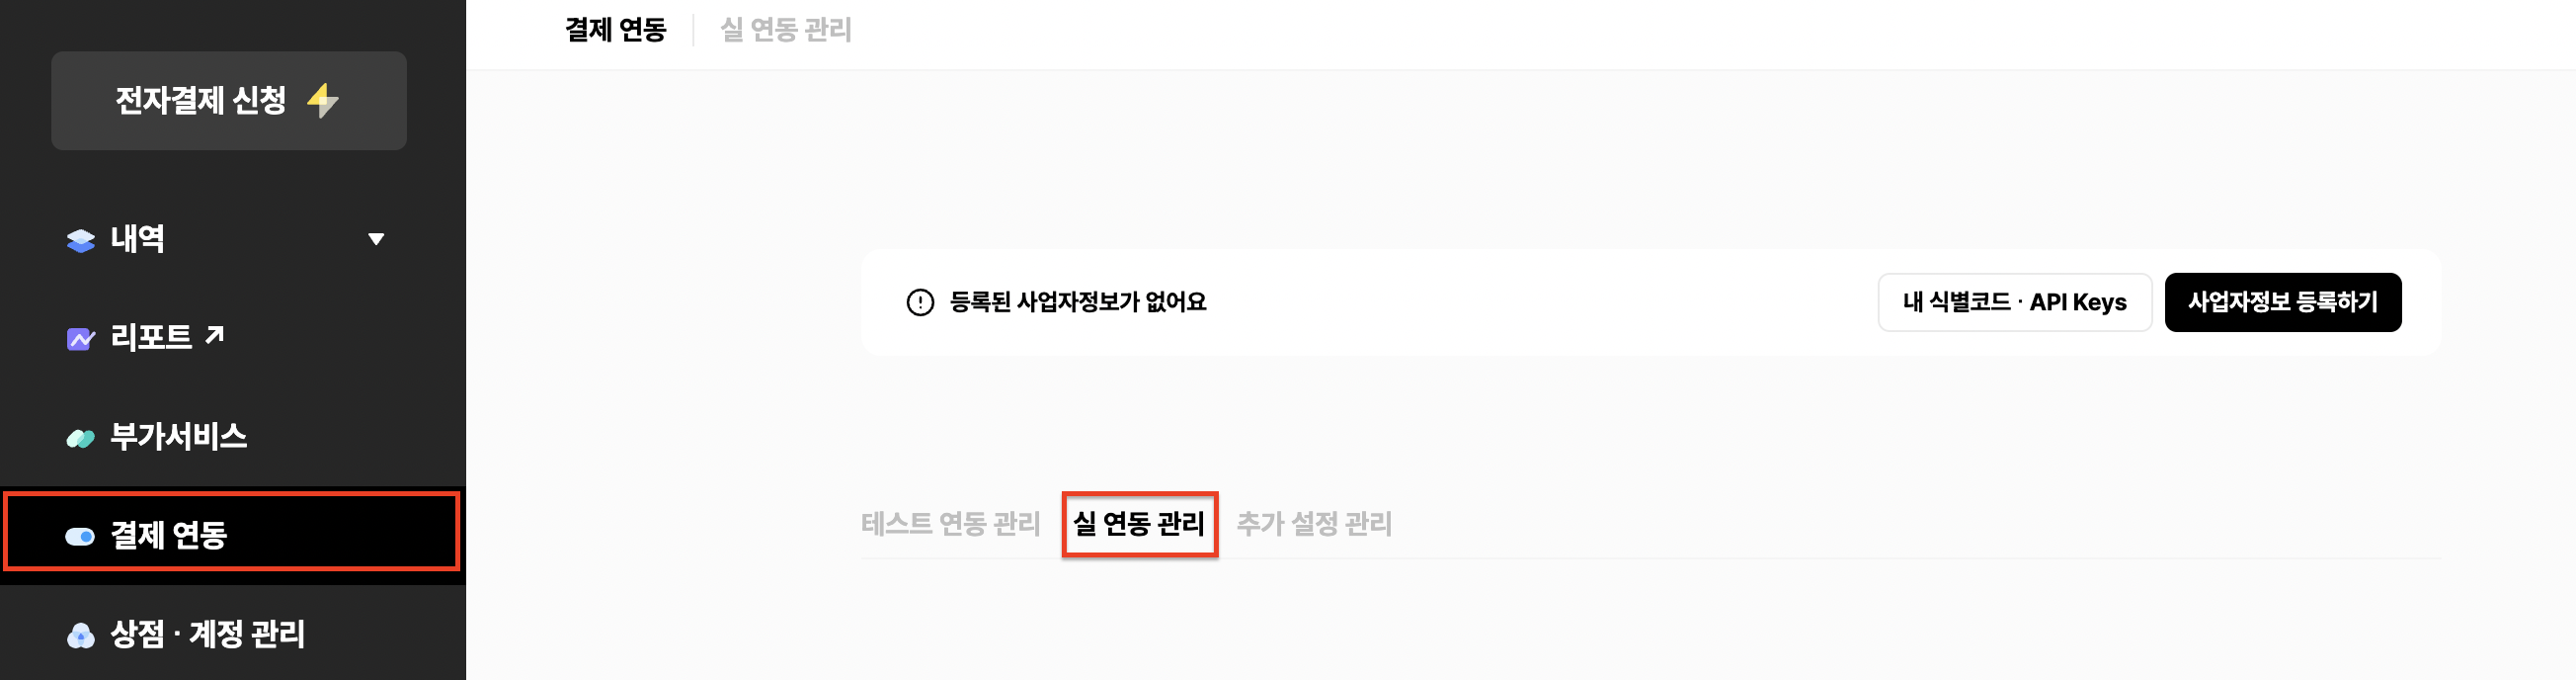 전자결제 신청
내역
리포트
부가서비스
결제 연동
상점 · 계정 관리
결제 연동 실 연동 관리
등록된 사업자정보가 없어요
내 식별코드 · API Keys
사업자정보 등록하기
테스트 연동 관리 실 연동 관리 추가 설정 관리